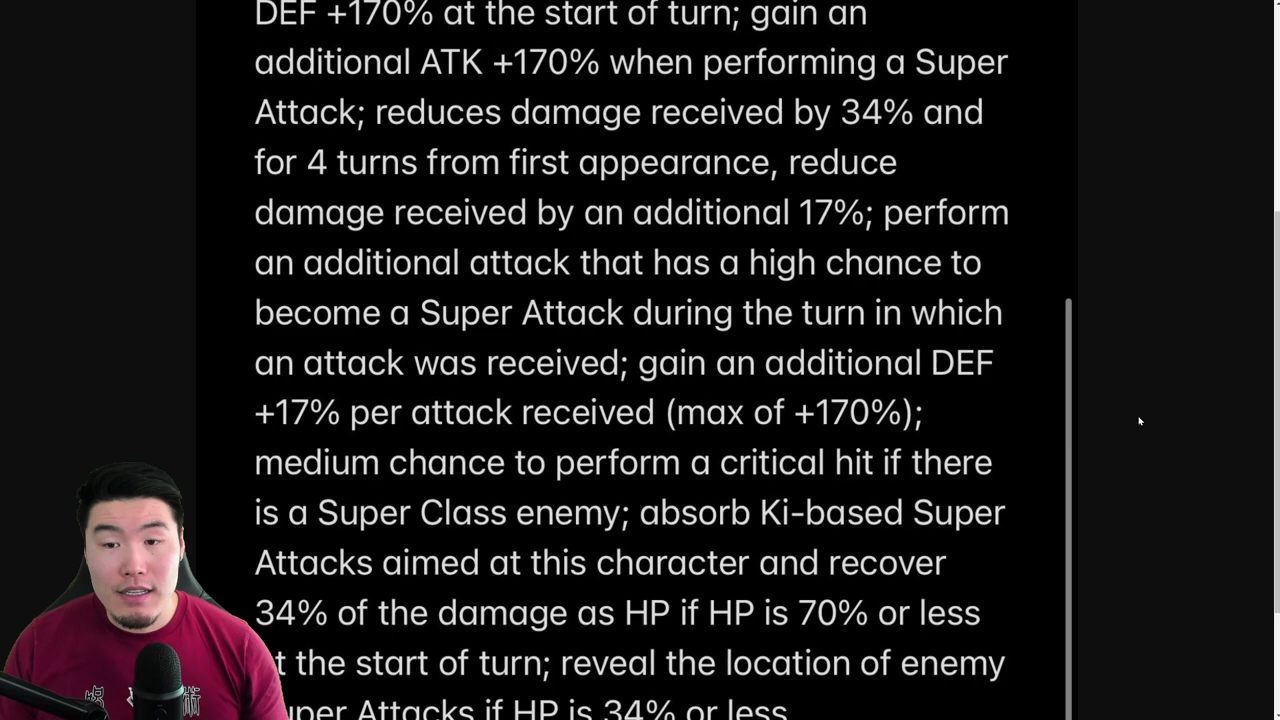 DEF +170% at the start of turn; gain an
additional ATK +170% when performing a Super
Attack; reduces damage received by 34% and
for 4 turns from first appearance, reduce
damage received by an additional 17%; perform
an additional attack that has a high chance to
become a Super Attack during the turn in which
an attack was received; gain an additional DEF
+17% per attack received (max of +170%);
medium chance to perform a critical hit if there
is a Super Class enemy; absorb Ki-based Super
Attacks aimed at this character and recover
34% of the damage as HP if HP is 70% or less
the start of turn; reveal the location of enemy
Attacks if HP is 34% or less